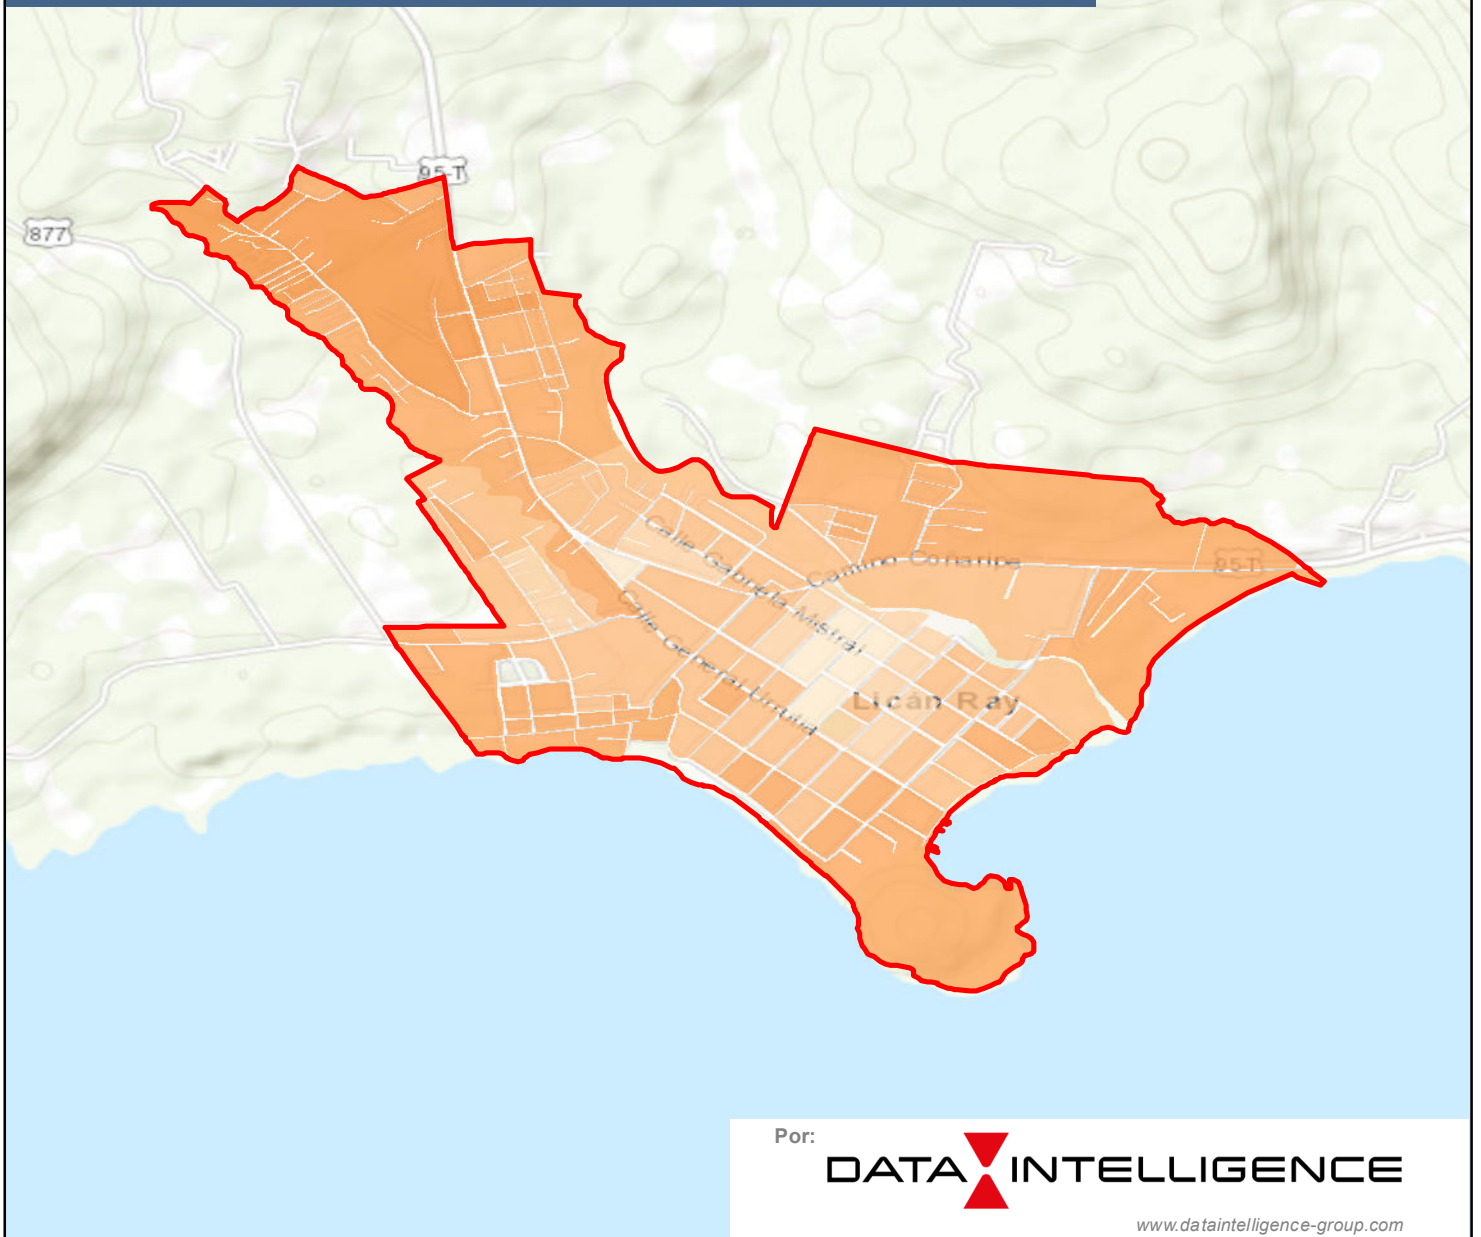 95-T
877
Calle Gabriela Mistral
Camino Coñaripe
95-T
Calle General Urrutia
Licán Ray
Por:
DATA INTELLIGENCE
www.dataintelligence-group.com